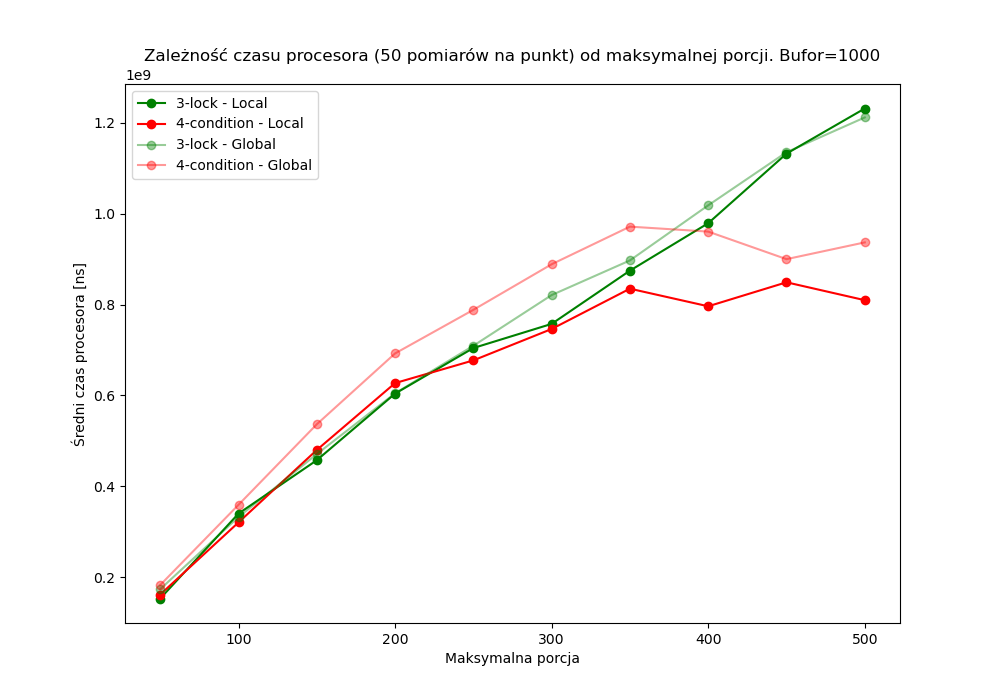 Zależność czasu procesora (50 pomiarów na punkt) od maksymalnej porcji. Bufor=1000
1e9
3-lock - Local
4-condition - Local
3-lock - Global
4-condition - Global
1.2
1.0
0.8
0.6
0.4
0.2
Średni czas procesora [ns]
100 200 300 400 500
Maksymalna porcja